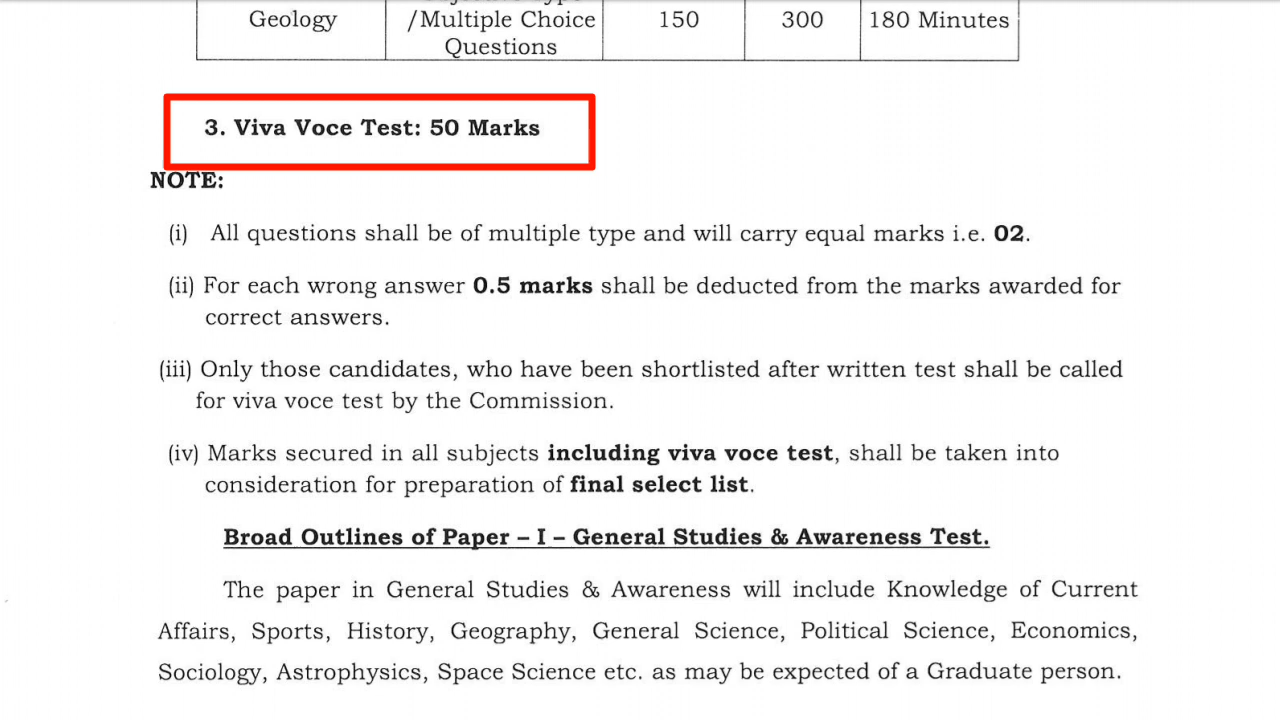 Geology
/Multiple Choice
Questions
150
300
180 Minutes
3. Viva Voce Test: 50 Marks
NOTE:
(i) All questions shall be of multiple type and will carry equal marks i.e. 02.
(ii) For each wrong answer 0.5 marks shall be deducted from the marks awarded for
correct answers.
(iii) Only those candidates, who have been shortlisted after written test shall be called
for viva voce test by the Commission.
(iv) Marks secured in all subjects including viva voce test, shall be taken into
consideration for preparation of final select list.
Broad Outlines of Paper – I – General Studies & Awareness Test.
The paper in General Studies & Awareness will include Knowledge of Current
Affairs, Sports, History, Geography, General Science, Political Science, Economics,
Sociology, Astrophysics, Space Science etc. as may be expected of a Graduate person.